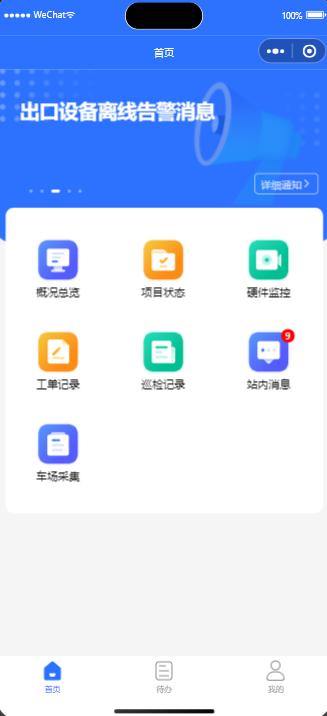 WeChat 100%
首页
出口设备离线告警消息
详细通知
概况总览 项目状态 硬件监控
9
工单记录 巡检记录 站内消息
车场采集
首页 待办 我的